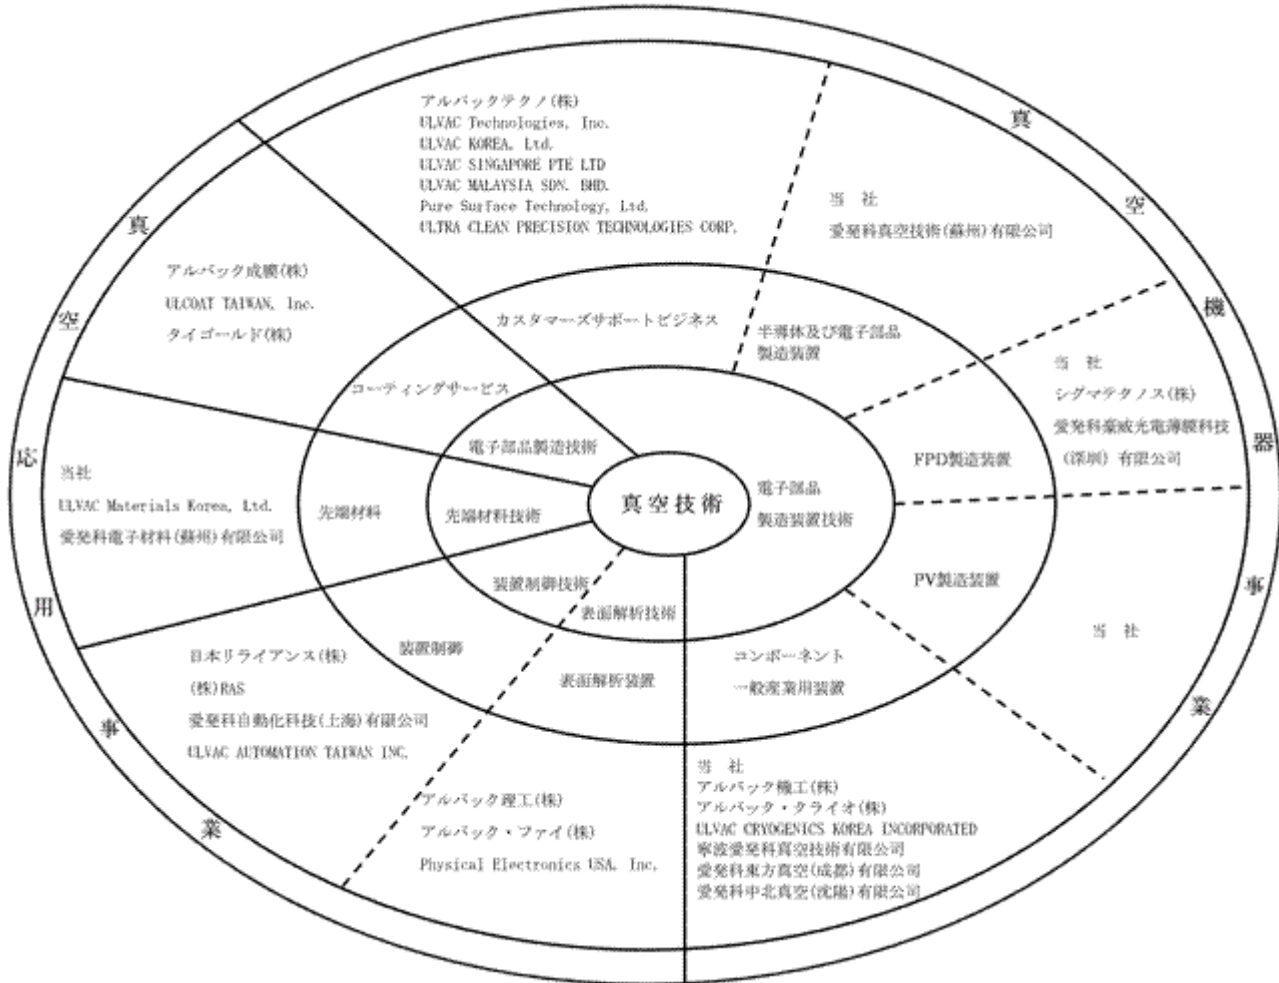 真空機器事業
真空応用事業
アルバックテクノ(株)
ULVAC Technologies, Inc.
ULVAC KOREA, Ltd.
ULVAC SINGAPORE PTE LTD
ULVAC MALAYSIA SDN. BHD.
Pure Surface Technology, Ltd.
ULTRA CLEAN PRECISION TECHNOLOGIES CORP.
当 社
愛発科真空技術(蘇州)有限公司
アルバック成膜(株)
ULCOAT TAIWAN, Inc.
タイゴールド(株)
カスタマーズサポートビジネス
半導体及び電子部品
製造装置
当 社
シグマテクノス(株)
愛発科豪威光電薄膜科技
(深圳) 有限公司
コーティングサービス
電子部品製造技術
FPD製造装置
当社
ULVAC Materials Korea, Ltd.
愛発科電子材料(蘇州)有限公司
先端材料
先端材料技術
真空技術
電子部品
製造装置技術
装置制御技術
表面解析技術
PV製造装置
当 社
日本リライアンス(株)
(株)RAS
愛発科自動化科技(上海)有限公司
ULVAC AUTOMATION TAIWAN INC.
装置制御
表面解析装置
コンポーネント
一般産業用装置
アルバック理工(株)
アルバック・ファイ(株)
Physical Electronics USA, Inc.
当 社
アルバック機工(株)
アルバック・クライオ(株)
ULVAC CRYOGENICS KOREA INCORPORATED
寧波愛発科真空技術有限公司
愛発科東方真空(成都)有限公司
愛発科中北真空(沈陽)有限公司